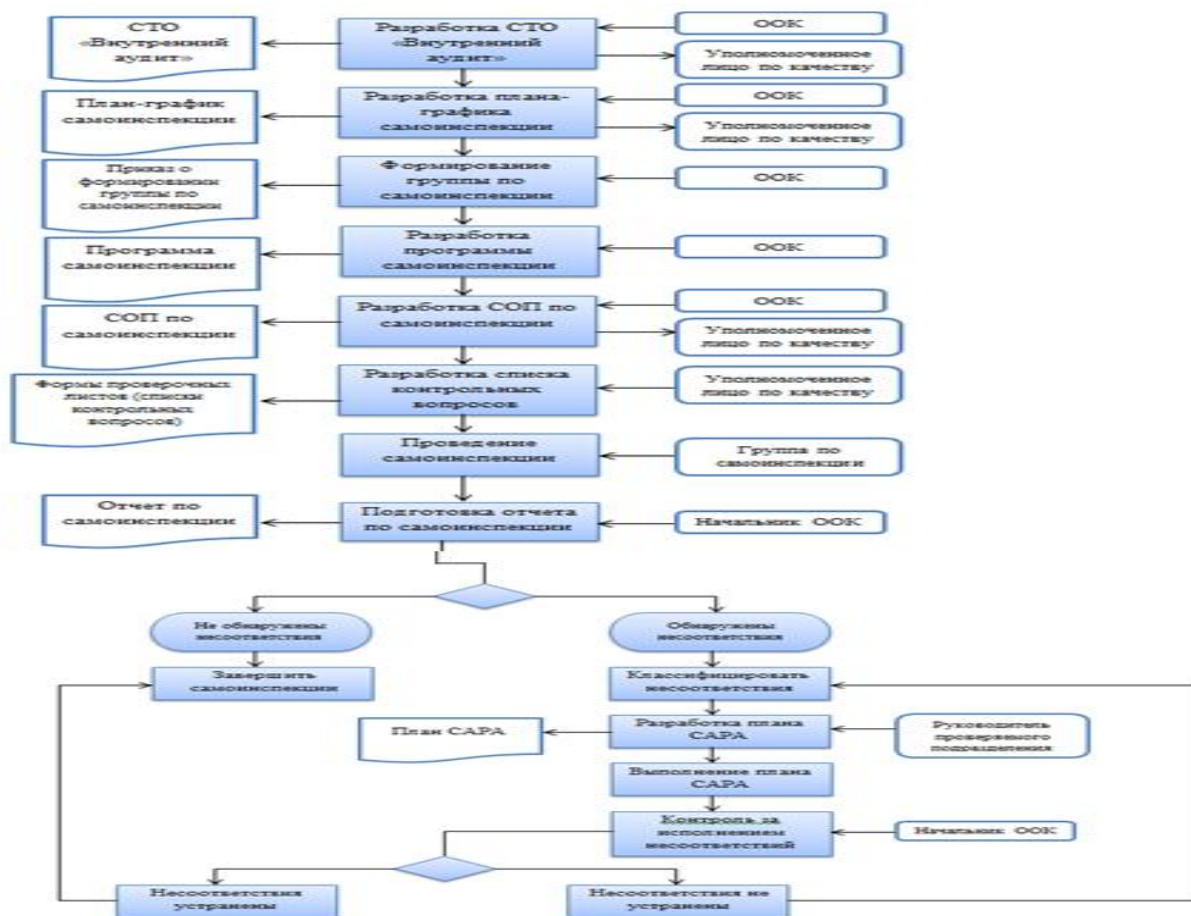 СТО
«Внутренний
аудит»
Разработка СТО
«Внутренний
аудит»
ООК
Уполномоченное
лицо по качеству
План-график
самоинспекции
Разработка плана-
графика
самоинспекции
ООК
Уполномоченное
лицо по качеству
Приказ о
формировании
группы по
самоинспекции
Формирование
группы по
самоинспекции
ООК
Программа
самоинспекции
Разработка
программы
самоинспекции
ООК
СОП по
самоинспекции
Разработка СОП по
самоинспекции
ООК
Уполномоченное
лицо по качеству
Формы проверочных
листов (списки
контрольных
вопросов)
Разработка списка
контрольных
вопросов
Уполномоченное
лицо по качеству
Проведение
самоинспекции
Группа по
самоинспекции
Отчет по
самоинспекции
Подготовка отчета
по самоинспекции
Начальник ООК
Не обнаружены
несоответствия
Обнаружены
несоответствия
Завершить
самоинспекции
Классифицировать
несоответствия
План САРА
Разработка плана
САРА
Руководитель
проверяемого
подразделения
Выполнение плана
САРА
Контроль за
исполнением
несоответствий
Начальник ООК
Несоответствия
устранены
Несоответствия не
устранены